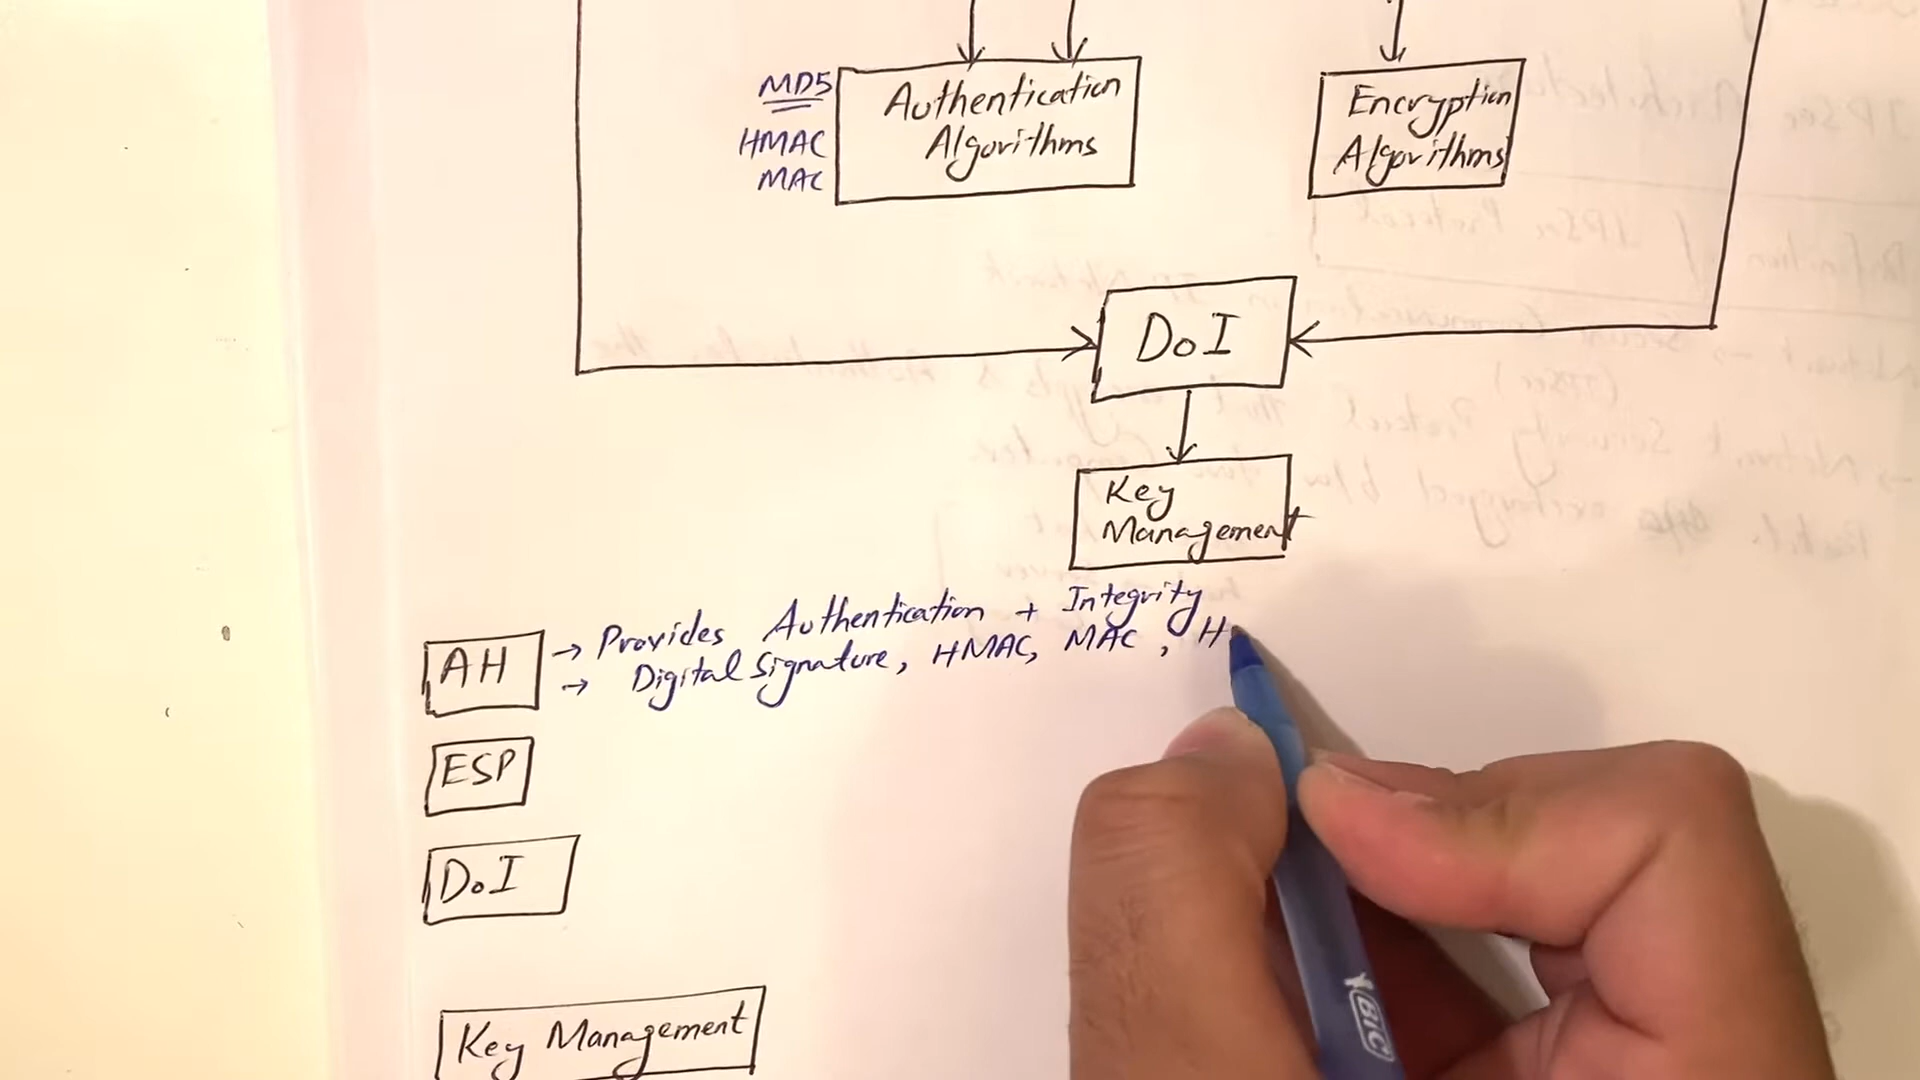 MD5
HMAC
MAC
Authentication
Algorithms
Encryption
Algorithms
DoI
Key
Management
AH
→ Provides Authentication + Integrity
→ Digital Signature, HMAC, MAC, H
ESP
DoI
Key Management
BIC